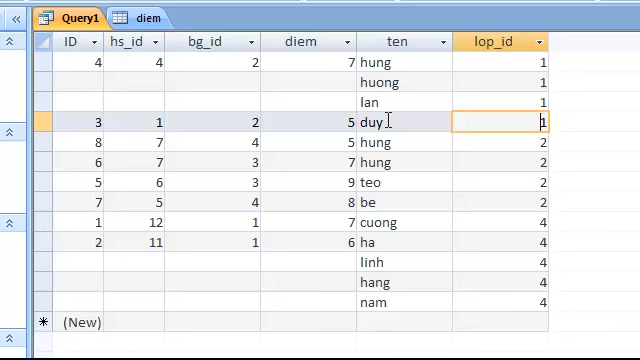 Query1 diem
ID hs_id bg_id diem ten lop_id
4 4 2 7 hung 1
huong 1
lan 1
3 1 2 5 duy 1
8 7 4 5 hung 2
6 7 3 7 hung 2
5 6 3 9 teo 2
7 5 4 8 be 2
1 12 1 7 cuong 4
2 11 1 6 ha 4
linh 4
hang 4
nam 4
(New)